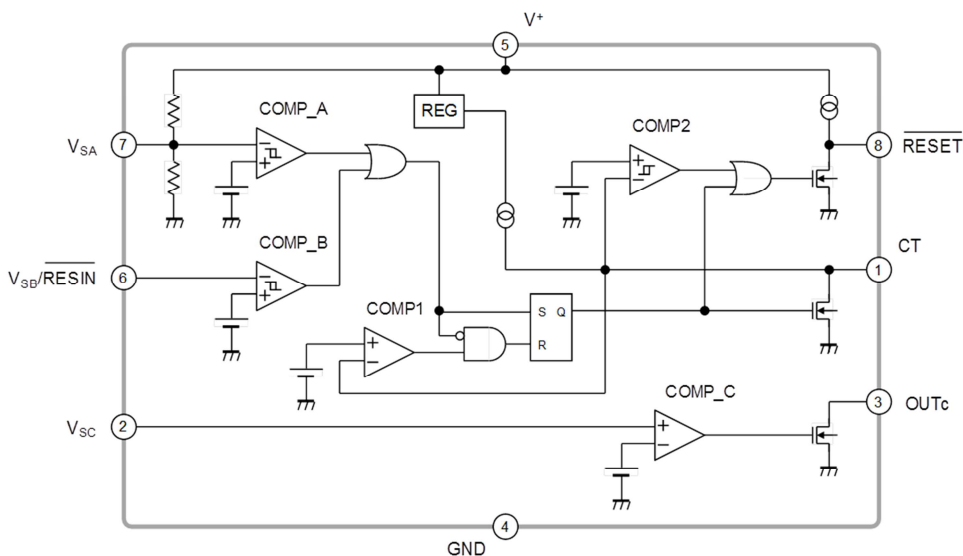 V+
5
COMP_A
REG
COMP2
VSA
7
8
RESET
COMP_B
CT
VSB/RESIN
6
1
COMP1
S Q
R
COMP_C
3
OUTC
VSC
2
4
GND